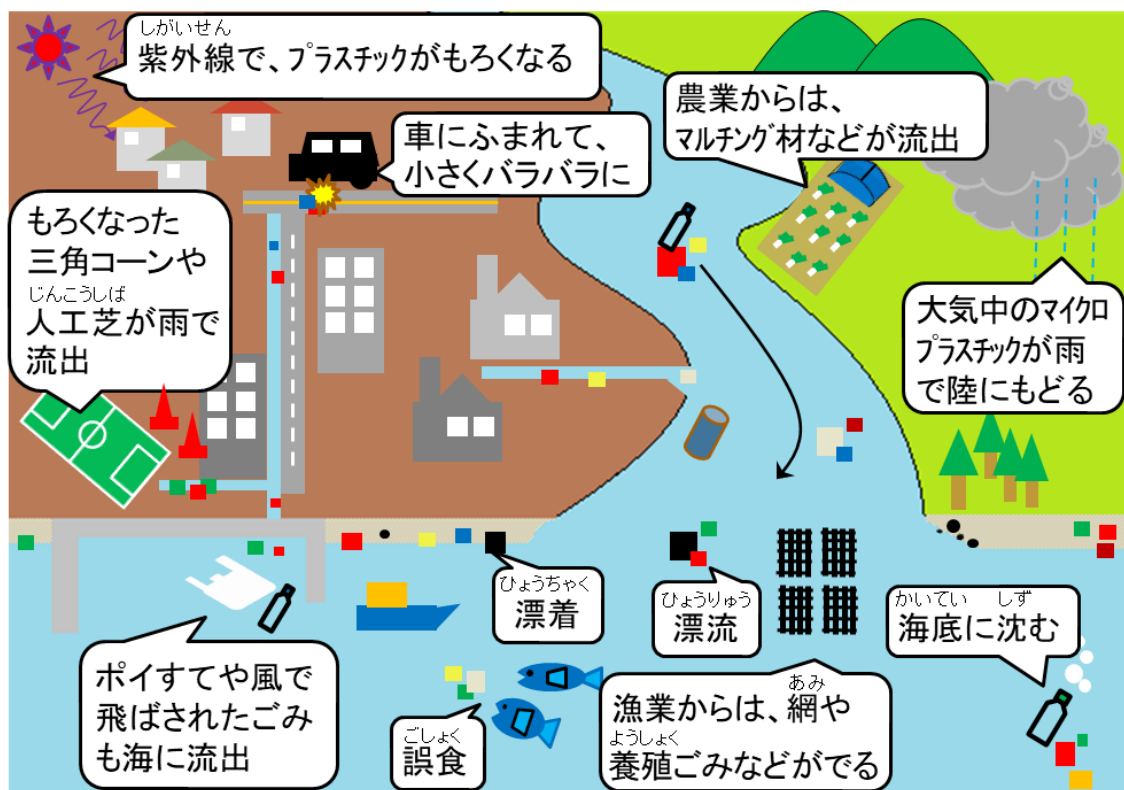 しがいせん
紫外線で、プラスチックがもろくなる
車にふまれて、
小さくバラバラに
農業からは、
マルチング材などが流出
もろくなった
三角コーンや
じんこうしば
人工芝が雨で
流出
大気中のマイクロ
プラスチックが雨
で陸にもどる
ひょうちゃく
漂着
ひょうりゅう
漂流
かいてい しず
海底に沈む
ポイすてや風で
飛ばされたごみ
も海に流出
ごしょく
誤食
あみ
漁業からは、網や
ようしょく
養殖ごみなどがでる